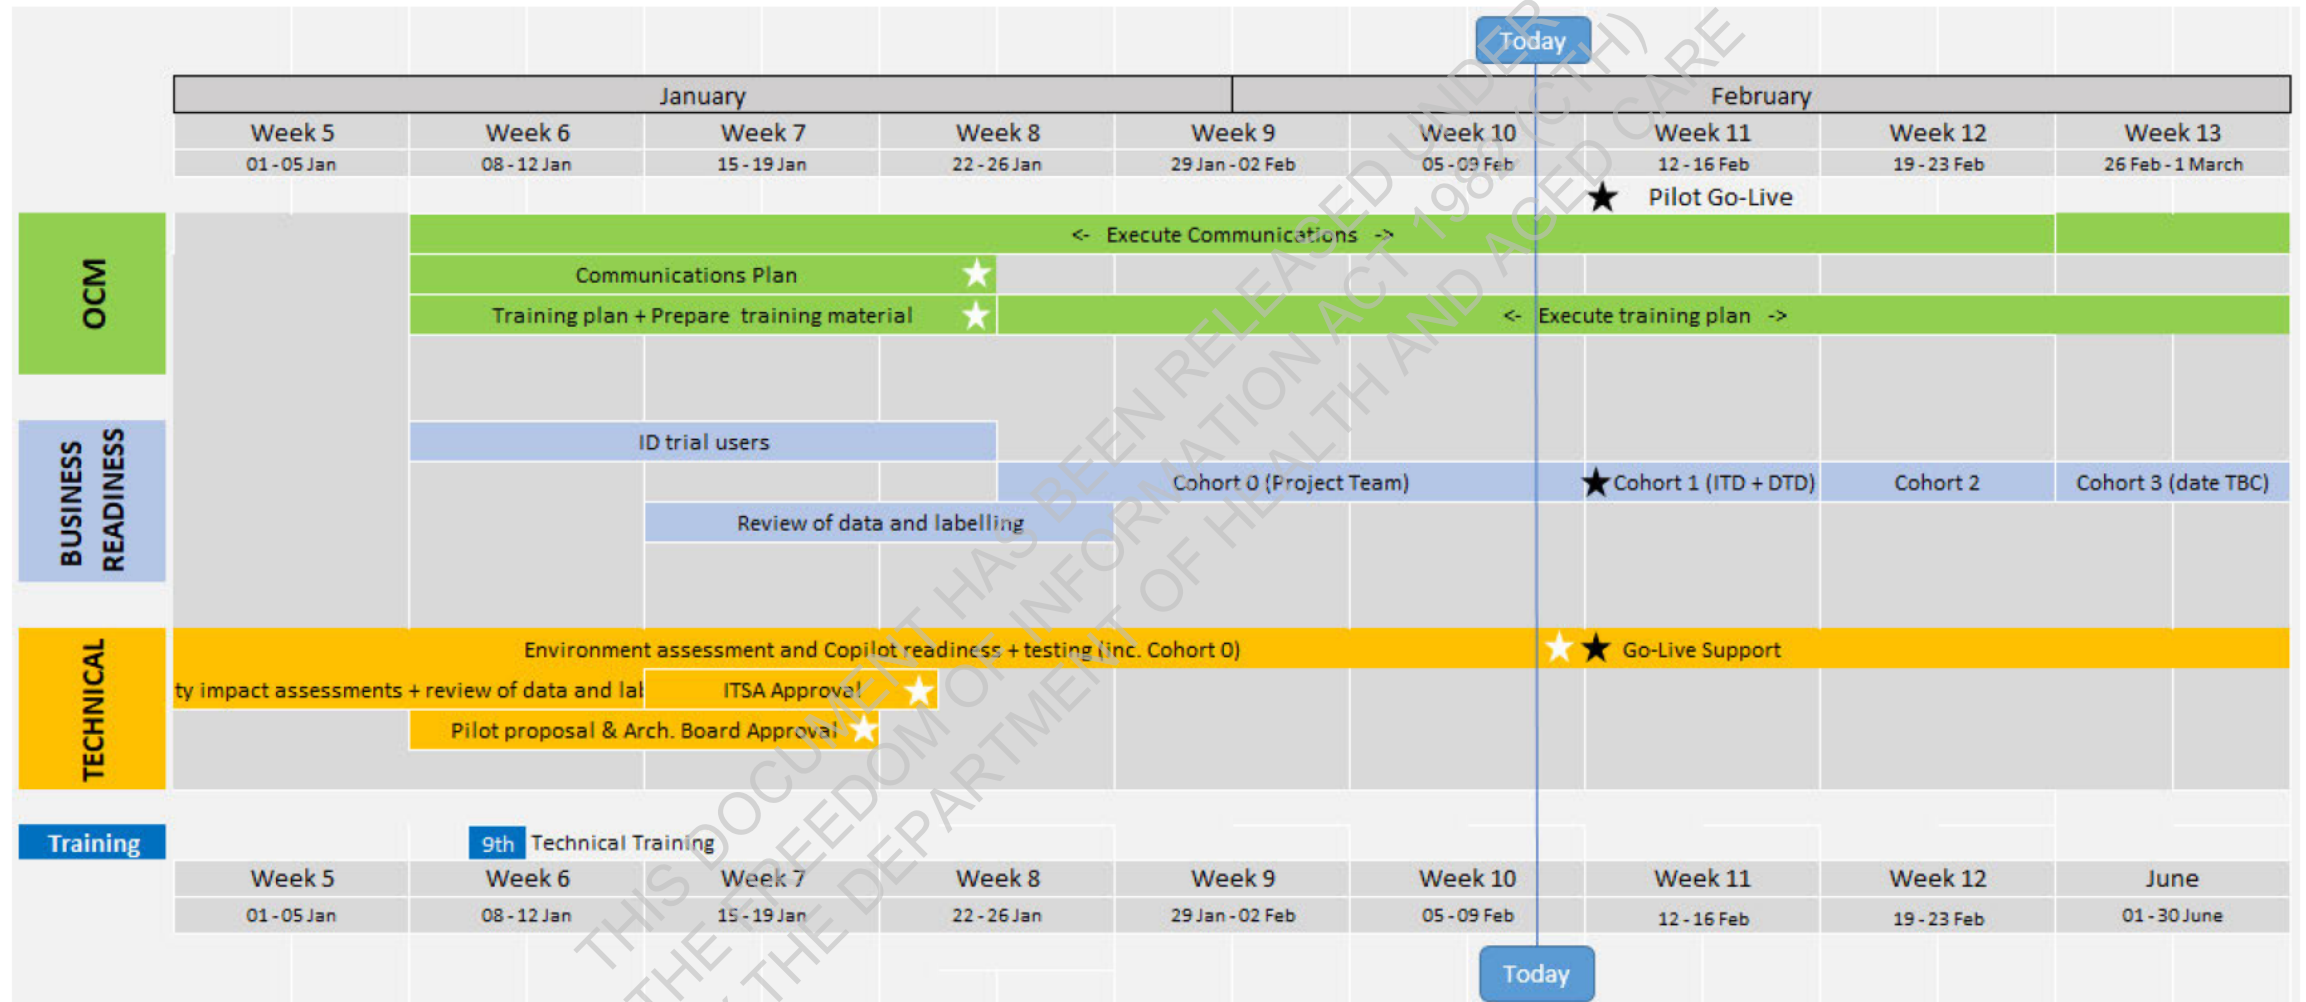 Today
January
February
Week 5
Week 6
Week 7
Week 8
Week 9
Week 10
Week 11
Week 12
Week 13
01 - 05 Jan
08 - 12 Jan
15 - 19 Jan
22 - 26 Jan
29 Jan - 02 Feb
05 - 09 Feb
12 - 16 Feb
19 - 23 Feb
26 Feb - 1 March
Pilot Go-Live
OCM
<- Execute Communications ->
Communications Plan
Training plan + Prepare training material
<- Execute training plan ->
BUSINESS
READINESS
ID trial users
Cohort 0 (Project Team)
Cohort 1 (ITD + DTD)
Cohort 2
Cohort 3 (date TBC)
Review of data and labelling
TECHNICAL
Environment assessment and Copilot readiness + testing (inc. Cohort 0)
Go-Live Support
ty impact assessments + review of data and lab
ITSA Approval
Pilot proposal & Arch. Board Approval
Training
9th
Technical Training
Week 5
Week 6
Week 7
Week 8
Week 9
Week 10
Week 11
Week 12
June
01 - 05 Jan
08 - 12 Jan
15 - 19 Jan
22 - 26 Jan
29 Jan - 02 Feb
05 - 09 Feb
12 - 16 Feb
19 - 23 Feb
01 - 30 June
Today
THIS DOCUMENT HAS BEEN RELEASED UNDER
THE FREEDOM OF INFORMATION ACT 1982 (CTH)
THE DEPARTMENT OF HEALTH AND AGED CARE